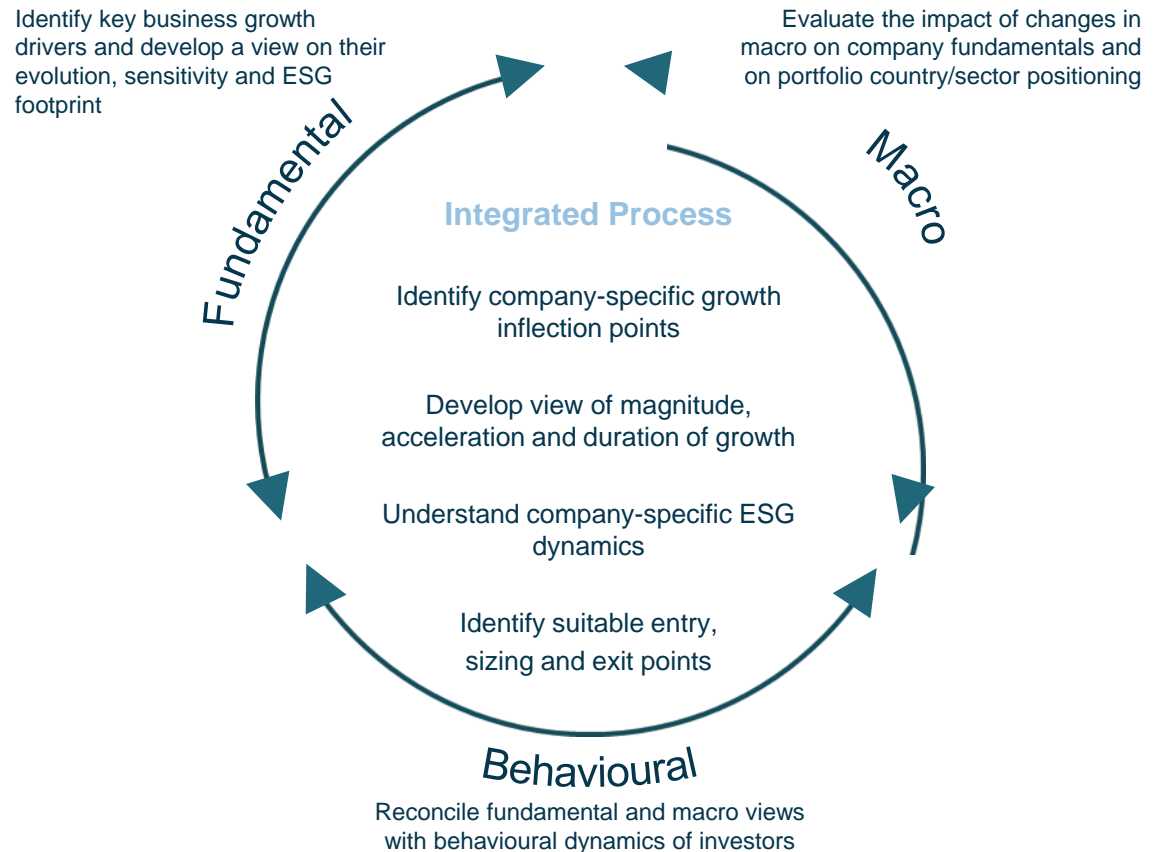 Identify key business growth
drivers and develop a view on their
evolution, sensitivity and ESG
footprint
Evaluate the impact of changes in
macro on company fundamentals and
on portfolio country/sector positioning
Fundamental
Macro
Integrated Process
Identify company-specific growth
inflection points
Develop view of magnitude,
acceleration and duration of growth
Understand company-specific ESG
dynamics
Identify suitable entry,
sizing and exit points
Behavioural
Reconcile fundamental and macro views
with behavioural dynamics of investors